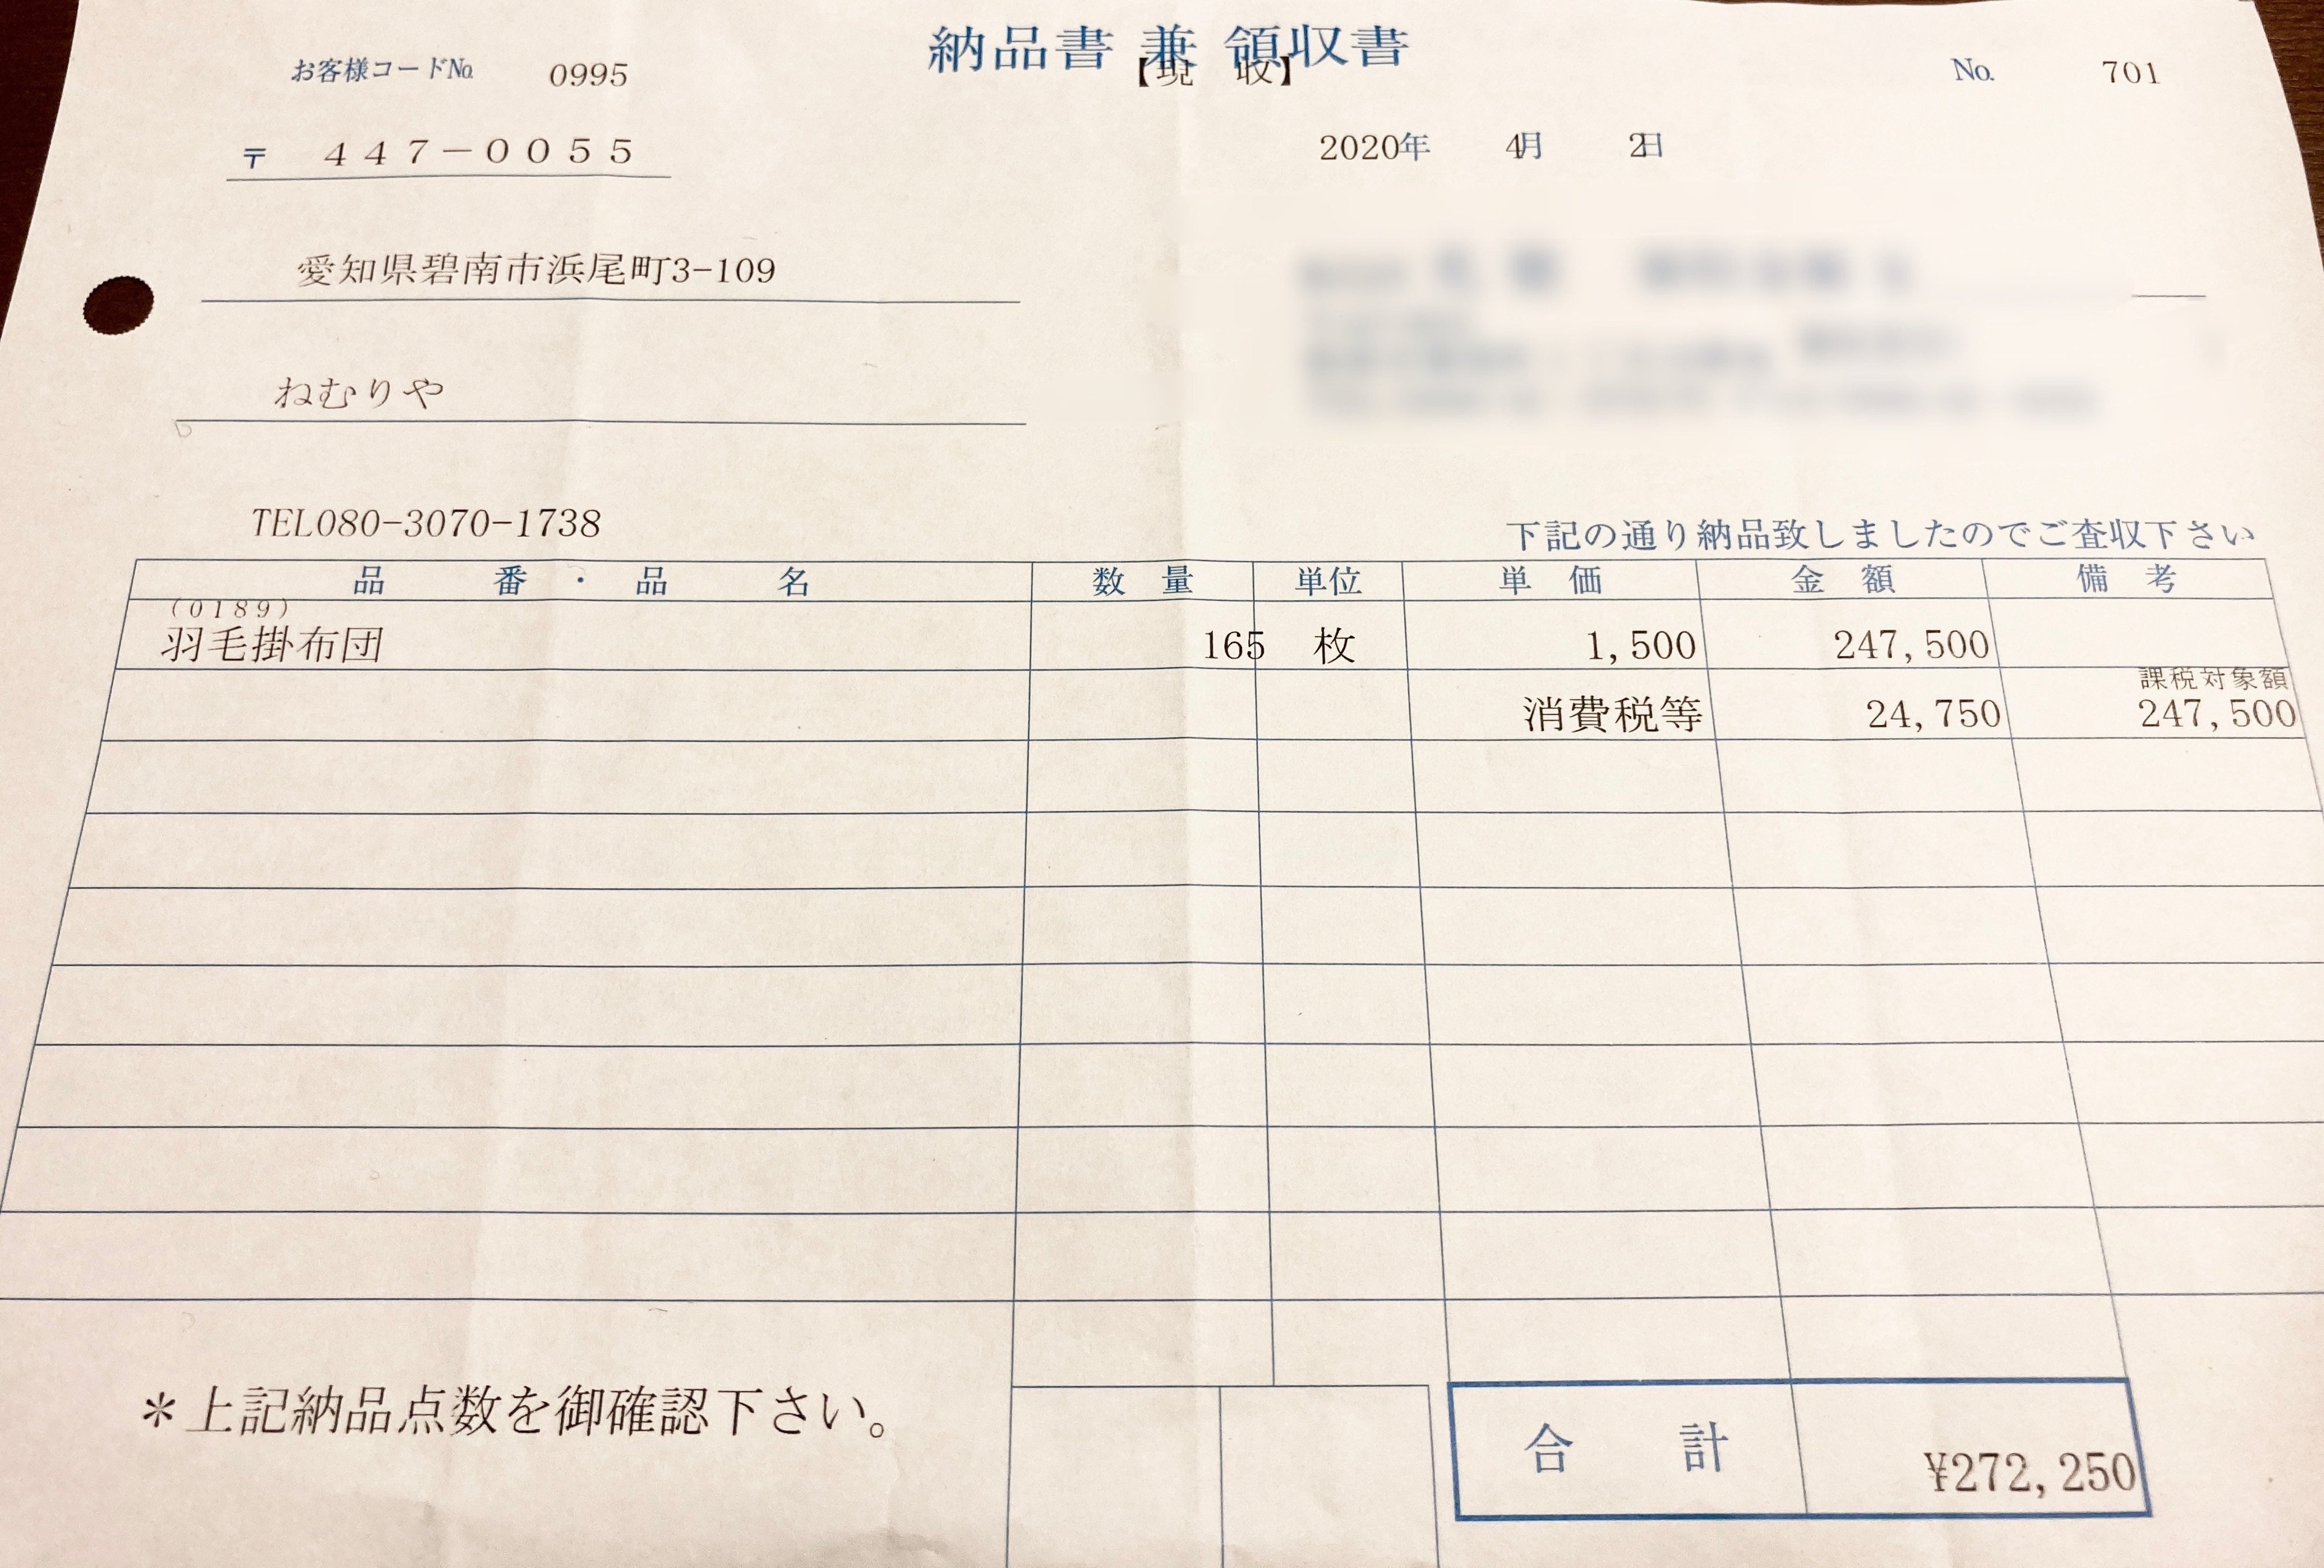 納品書 兼 領収書
【現 収】
お客様コードNo. 0995
No. 701
〒 447-0055
2020年 4月 2日
愛知県碧南市浜尾町3-109
ねむりや
TEL080-3070-1738
下記の通り納品致しましたのでご査収下さい
品 番・品 名 数 量 単位 単 価 金 額 備 考
(0189)
羽毛掛布団 165 枚 1,500 247,500
課税対象額
消費税等 24,750 247,500
＊上記納品点数を御確認下さい。
合 計 ¥272,250